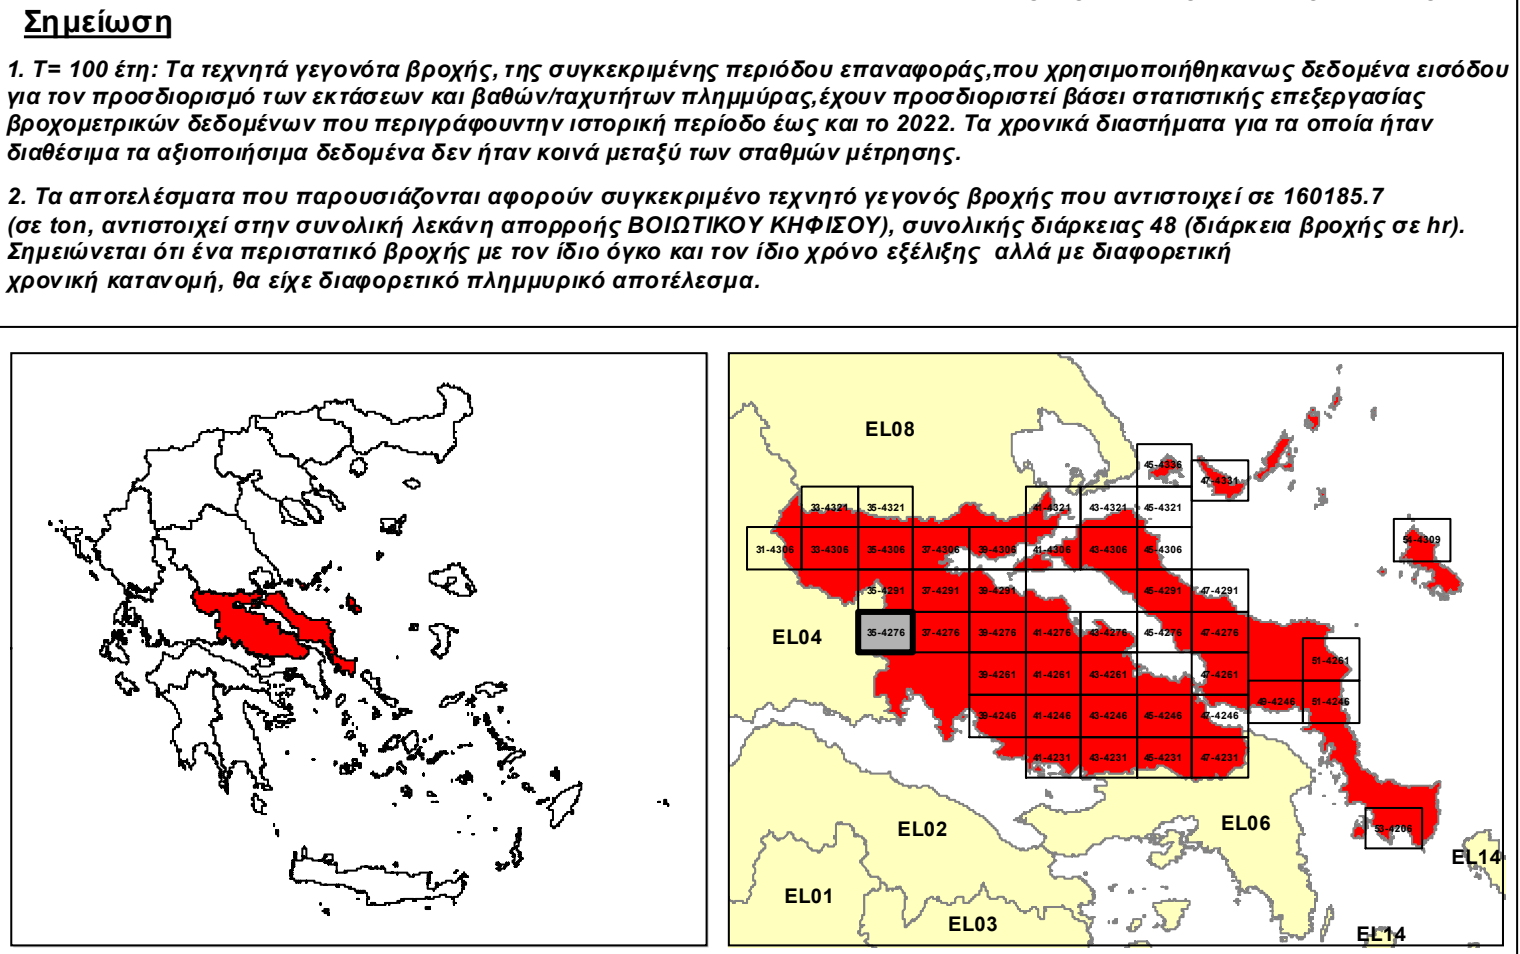 Σημείωση
1. Τ= 100 έτη: Τα τεχνητά γεγονότα βροχής, της συγκεκριμένης περιόδου επαναφοράς,που χρησιμοποιήθηκανως δεδομένα εισόδου
για τον προσδιορισμό των εκτάσεων και βαθών/ταχυτήτων πλημμύρας,έχουν προσδιοριστεί βάσει στατιστικής επεξεργασίας
βροχομετρικών δεδομένων που περιγράφουντην ιστορική περίοδο έως και το 2022. Τα χρονικά διαστήματα για τα οποία ήταν
διαθέσιμα τα αξιοποιήσιμα δεδομένα δεν ήταν κοινά μεταξύ των σταθμών μέτρησης.
2. Τα αποτελέσματα που παρουσιάζονται αφορούν συγκεκριμένο τεχνητό γεγονός βροχής που αντιστοιχεί σε 160185.7
(σε ton, αντιστοιχεί στην συνολική λεκάνη απορροής ΒΟΙΩΤΙΚΟΥ ΚΗΦΙΣΟΥ), συνολικής διάρκειας 48 (διάρκεια βροχής σε hr).
Σημειώνεται ότι ένα περιστατικό βροχής με τον ίδιο όγκο και τον ίδιο χρόνο εξέλιξης αλλά με διαφορετική
χρονική κατανομή, θα είχε διαφορετικό πλημμυρικό αποτέλεσμα.
EL08
45-4336
47-4331
33-4321 35-4321 41-4321 43-4321 45-4321
54-4309
31-4306 33-4306 35-4306 37-4306 39-4306 41-4306 43-4306 45-4306
35-4291 37-4291 39-4291 45-4291 47-4291
EL04
35-4276 37-4276 39-4276 41-4276 43-4276 45-4276 47-4276
51-4261
39-4261 41-4261 43-4261 47-4261
49-4246 51-4246
39-4246 41-4246 43-4246 45-4246 47-4246
41-4231 43-4231 45-4231 47-4231
EL02
EL06
53-4206
EL14
EL01
EL03
EL14